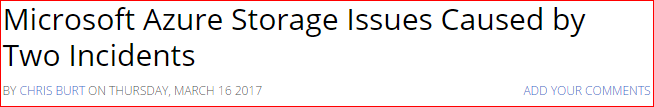 Microsoft Azure Storage Issues Caused by
Two Incidents
BY CHRIS BURT ON THURSDAY, MARCH 16 2017 ADD YOUR COMMENTS